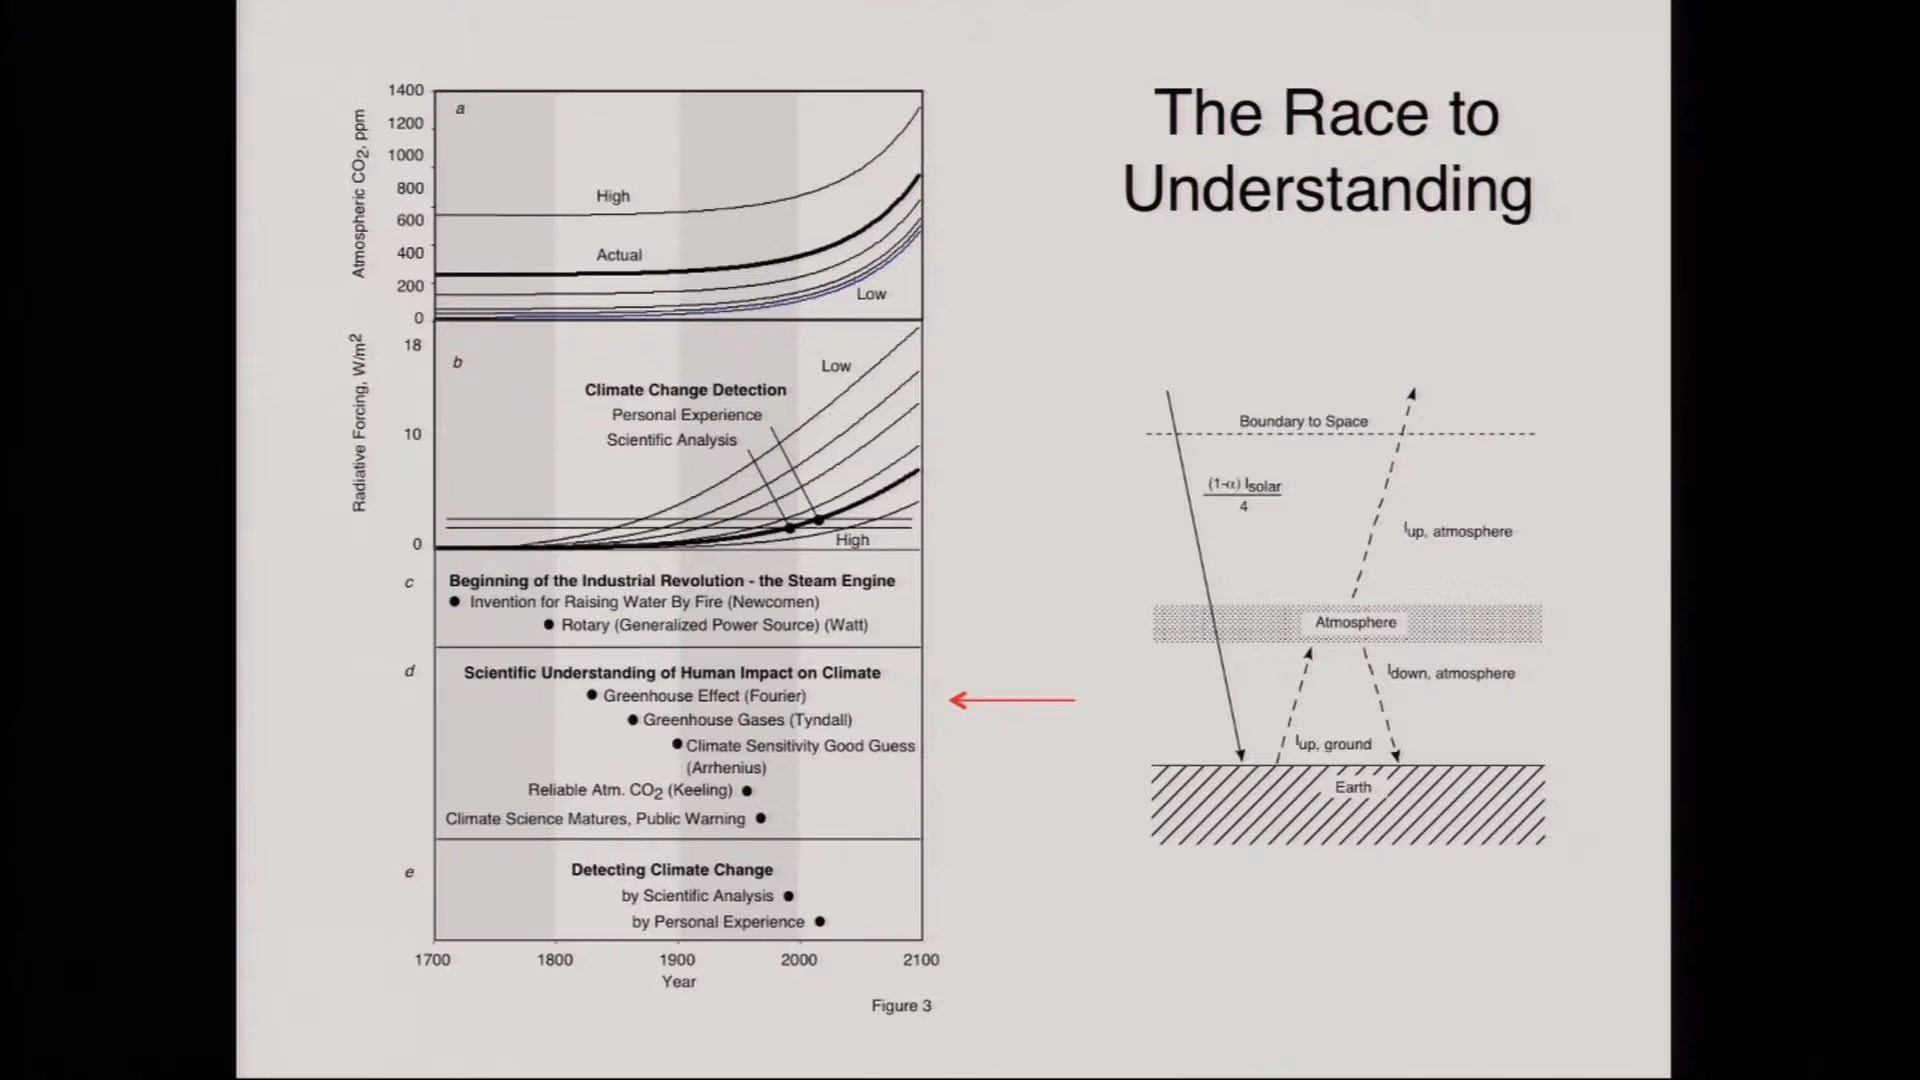 The Race to
Understanding
1400
1200
1000
800
600
400
200
0
Atmospheric CO2, ppm
a
High
Actual
Low
18
10
0
Radiative Forcing, W/m2
b
Low
Climate Change Detection
Personal Experience
Scientific Analysis
High
c
Beginning of the Industrial Revolution - the Steam Engine
● Invention for Raising Water By Fire (Newcomen)
● Rotary (Generalized Power Source) (Watt)
d
Scientific Understanding of Human Impact on Climate
● Greenhouse Effect (Fourier)
● Greenhouse Gases (Tyndall)
● Climate Sensitivity Good Guess
(Arrhenius)
Reliable Atm. CO2 (Keeling) ●
Climate Science Matures, Public Warning ●
e
Detecting Climate Change
by Scientific Analysis ●
by Personal Experience ●
1700 1800 1900 2000 2100
Year
Figure 3
Boundary to Space
(1-α) Isolar
4
Iup, atmosphere
Atmosphere
Idown, atmosphere
Iup, ground
Earth